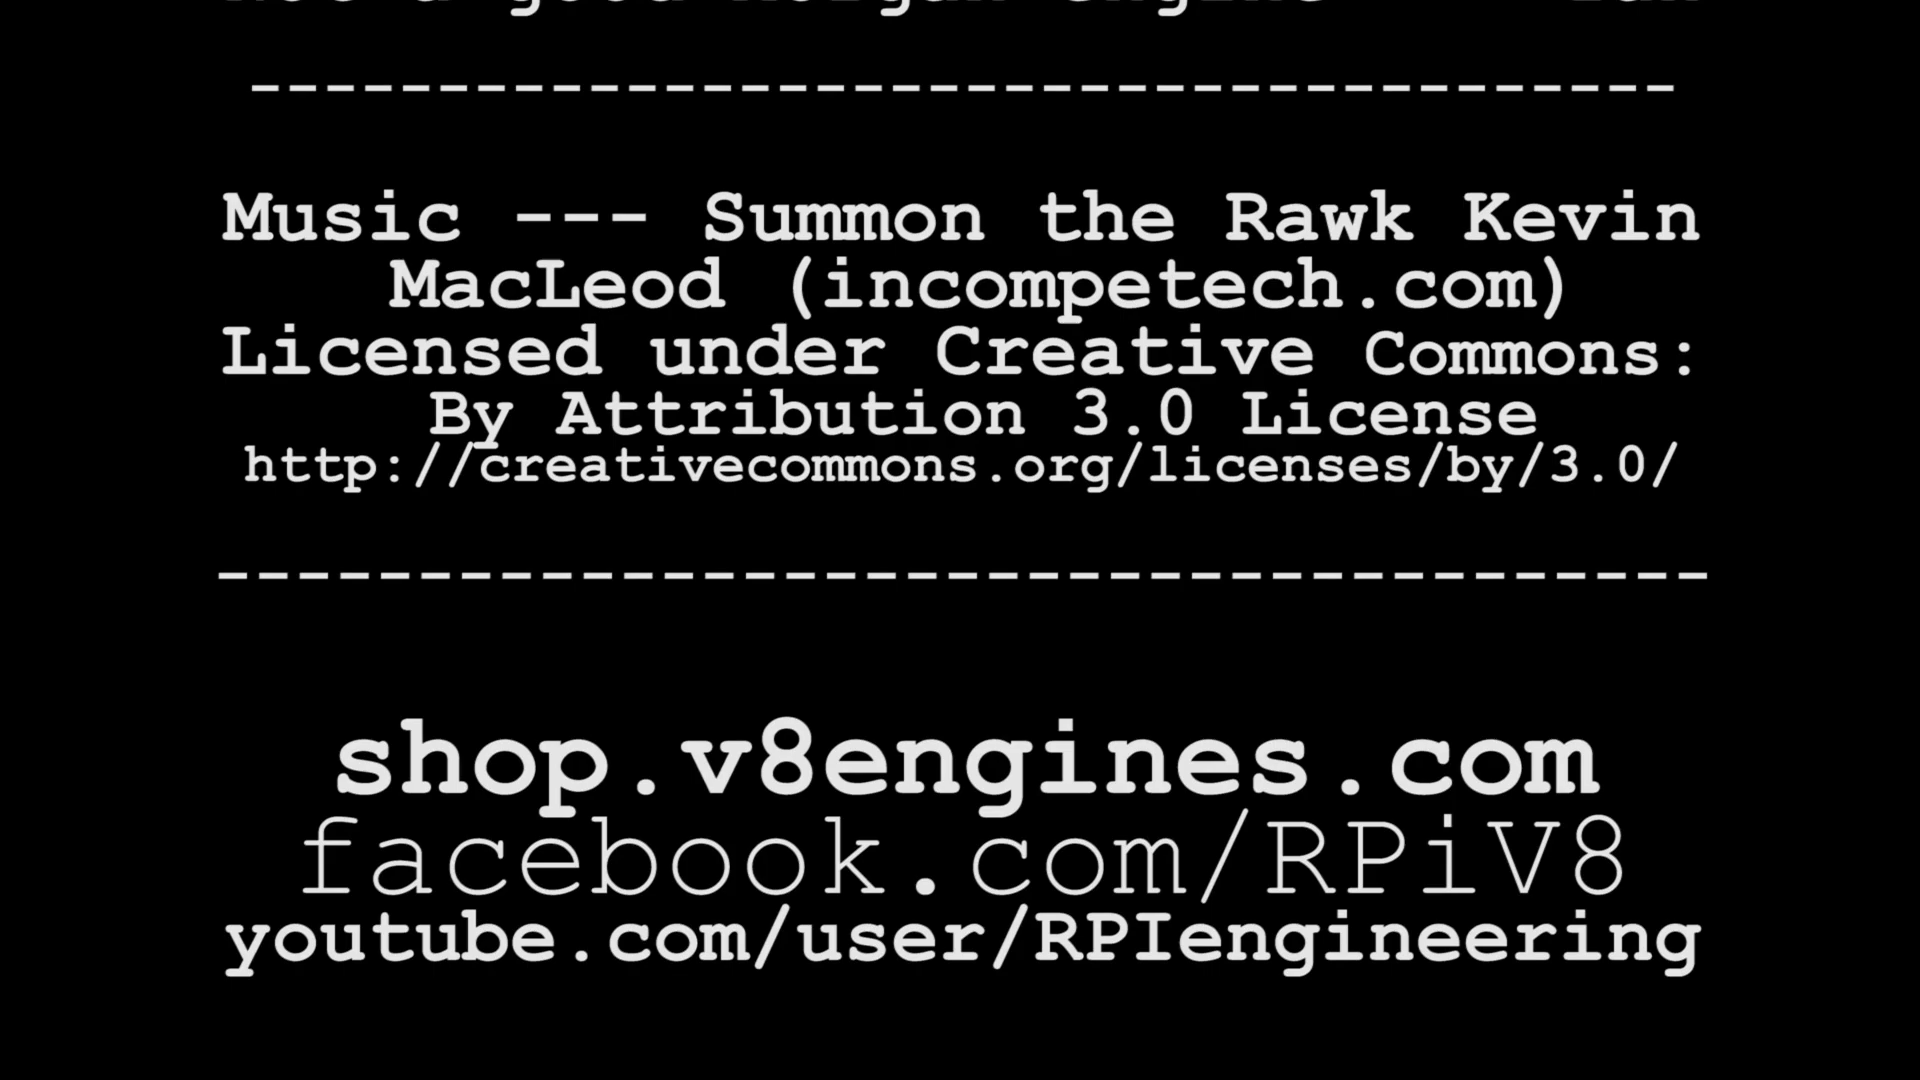 ---------------------------------------
Music --- Summon the Rawk Kevin
MacLeod (incompetech.com)
Licensed under Creative Commons:
By Attribution 3.0 License
http://creativecommons.org/licenses/by/3.0/
-------------------------------------
shop.v8engines.com
facebook.com/RPiV8
youtube.com/user/RPIengineering